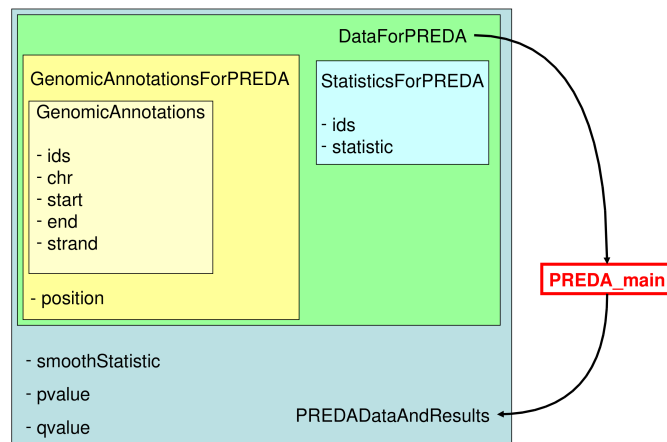 DataForPREDA
GenomicAnnotationsForPREDA
GenomicAnnotations
- ids
- chr
- start
- end
- strand
- position
StatisticsForPREDA
- ids
- statistic
PREDA_main
- smoothStatistic
- pvalue
- qvalue
PREDADataAndResults